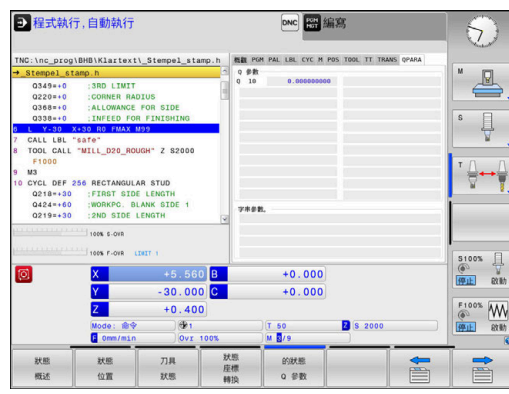 程式執行,自動執行
DNC
PGM MGT
編寫
TNC:\nc_prog\BHB\Klartext\_Stempel_stamp.h
→_Stempel_stamp.h
Q349=+0 ;3RD LIMIT
Q220=+0 ;CORNER RADIUS
Q368=+0 ;ALLOWANCE FOR SIDE
Q338=+0 ;INFEED FOR FINISHING
6 L Y-30 X+30 R0 FMAX M99
7 CALL LBL "safe"
8 TOOL CALL "MILL_D20_ROUGH" Z S2000
F1000
9 M3
10 CYCL DEF 256 RECTANGULAR STUD
Q218=+30 ;FIRST SIDE LENGTH
Q424=+60 ;WORKPC. BLANK SIDE 1
Q219=+30 ;2ND SIDE LENGTH
100% S-OVR
100% F-OVR LIMIT 1
概觀 PGM PAL LBL CYC M POS TOOL TT TRANS QPARA
Q 參數
Q 10 0.000000000
字串參數.
X +5.560 B +0.000
Y -30.000 C +0.000
Z +0.400
Mode: 命令 1 T 50 Z S 2000
F 0mm/min Ovr 100% M 3/9
M
S
T
S100%
停止 啟動
F100%
停止 啟動
狀態 概述
狀態 位置
刀具 狀態
狀態 座標 轉換
的狀態 Q 參數